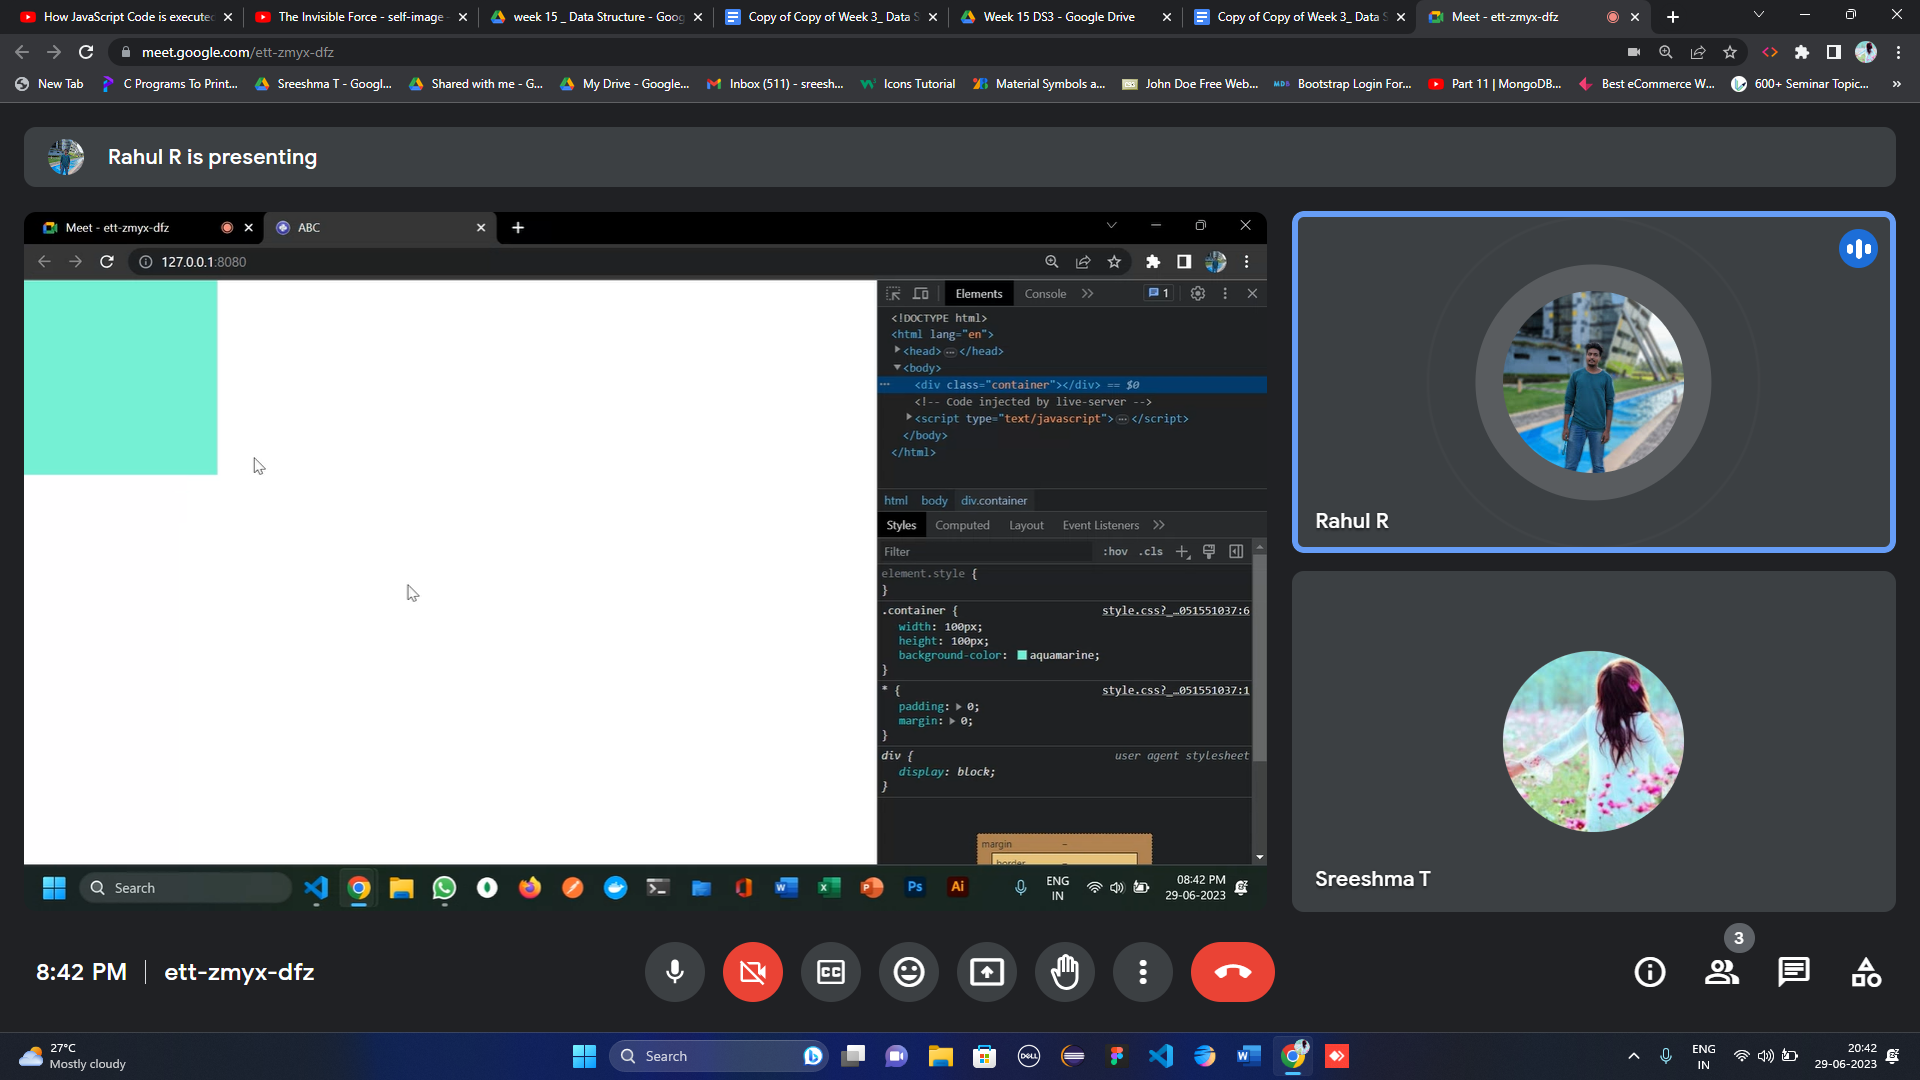 How JavaScript Code is execute
The Invisible Force - self-image
week 15 _ Data Structure - Goog
Copy of Copy of Week 3_ Data S
Week 15 DS3 - Google Drive
Copy of Copy of Week 3_ Data S
Meet - ett-zmyx-dfz
meet.google.com/ett-zmyx-dfz
New Tab
C Programs To Print...
Sreeshma T - Googl...
Shared with me - G...
My Drive - Google...
Inbox (511) - sreesh...
Icons Tutorial
Material Symbols a...
John Doe Free Web...
Bootstrap Login For...
Part 11 | MongoDB...
Best eCommerce W...
600+ Seminar Topic...
Rahul R is presenting
Meet - ett-zmyx-dfz
ABC
127.0.0.1:8080
Elements
Console
1
<!DOCTYPE html>
<html lang="en">
<head> ... </head>
<body>
<div class="container"></div> == $0
<!-- Code injected by live-server -->
<script type="text/javascript"> ... </script>
</body>
</html>
html body div.container
Styles Computed Layout Event Listeners
Filter
:hov .cls
element.style {
}
.container { style.css?_…051551037:6
width: 100px;
height: 100px;
background-color: aquamarine;
}
* { style.css?_…051551037:1
padding: 0;
margin: 0;
}
div { user agent stylesheet
display: block;
}
margin -
border
Search
Ps
Ai
ENG
IN
08:42 PM
29-06-2023
Rahul R
Sreeshma T
8:42 PM | ett-zmyx-dfz
CC
3
27°C
Mostly cloudy
Search
DELL
ENG
IN
20:42
29-06-2023